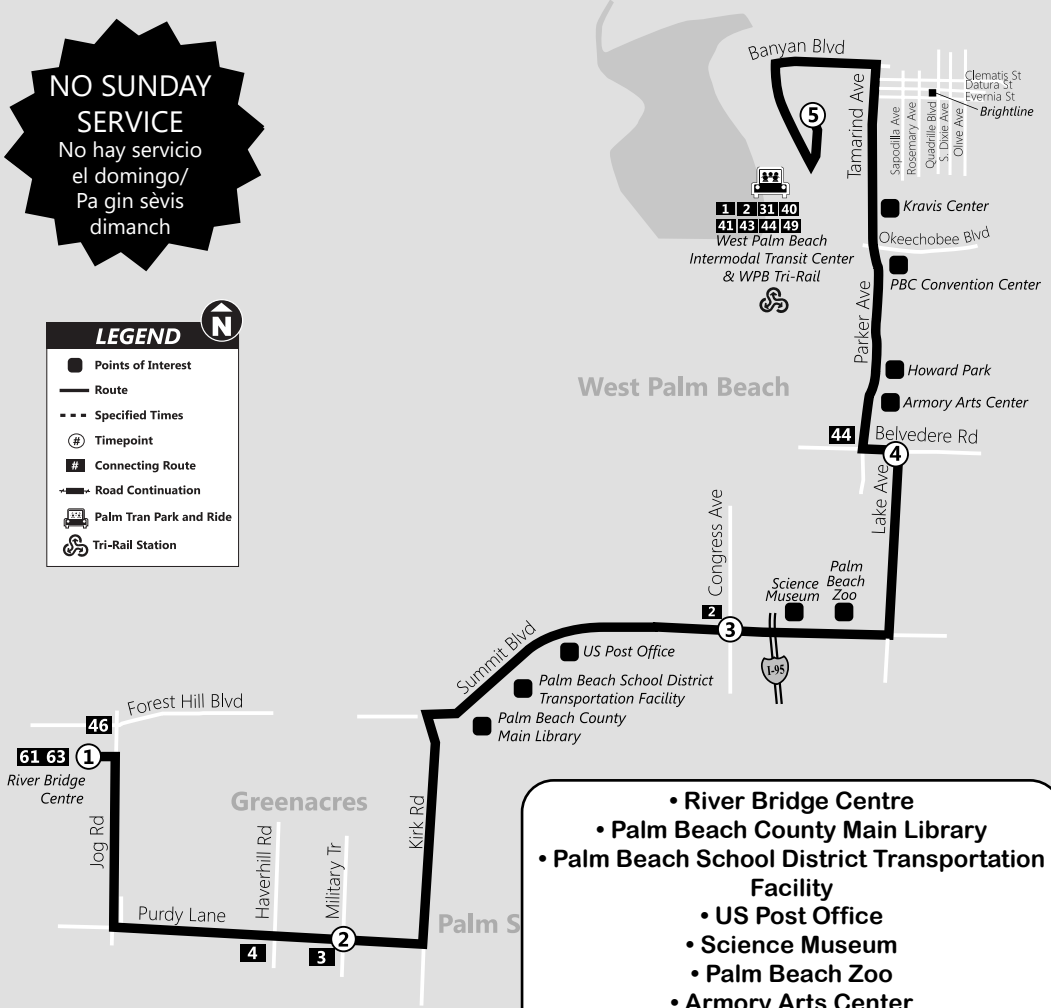 NO SUNDAY
SERVICE
No hay servicio
el domingo/
Pa gin sèvis
dimanch
N
LEGEND
Points of Interest
Route
Specified Times
# Timepoint
# Connecting Route
Road Continuation
Palm Tran Park and Ride
Tri-Rail Station
Banyan Blvd
5
Tamarind Ave
Clematis St
Datura St
Evernia St
Brightline
Sapodilla Ave
Rosemary Ave
Quadrille Blvd
S. Dixie Ave
Olive Ave
1 2 31 40
41 43 44 49
West Palm Beach
Intermodal Transit Center
& WPB Tri-Rail
Kravis Center
Okeechobee Blvd
PBC Convention Center
Parker Ave
Howard Park
Armory Arts Center
West Palm Beach
44
Belvedere Rd
4
Lake Ave
Congress Ave
2
3
Science
Museum
Palm
Beach
Zoo
I-95
Summit Blvd
US Post Office
Palm Beach School District
Transportation Facility
Palm Beach County
Main Library
Forest Hill Blvd
46
61 63
1
River Bridge
Centre
Jog Rd
Greenacres
Haverhill Rd
Military Tr
Kirk Rd
Purdy Lane
4
3
2
Palm S
• River Bridge Centre
• Palm Beach County Main Library
• Palm Beach School District Transportation
Facility
• US Post Office
• Science Museum
• Palm Beach Zoo
• Armory Arts Center